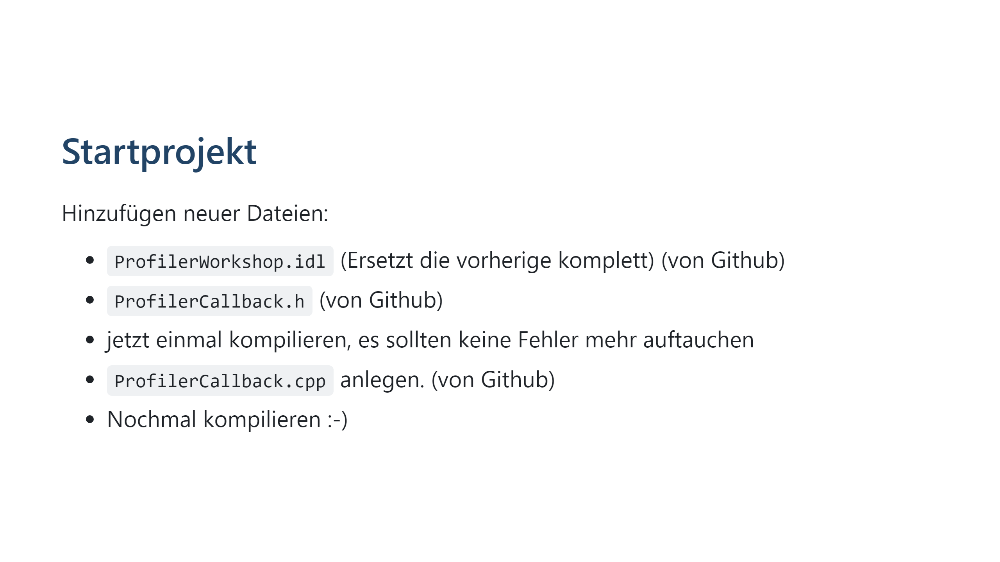 Startprojekt
Hinzufügen neuer Dateien:
• ProfilerWorkshop.idl (Ersetzt die vorherige komplett) (von Github)
• ProfilerCallback.h (von Github)
• jetzt einmal kompilieren, es sollten keine Fehler mehr auftauchen
• ProfilerCallback.cpp anlegen. (von Github)
• Nochmal kompilieren :-)